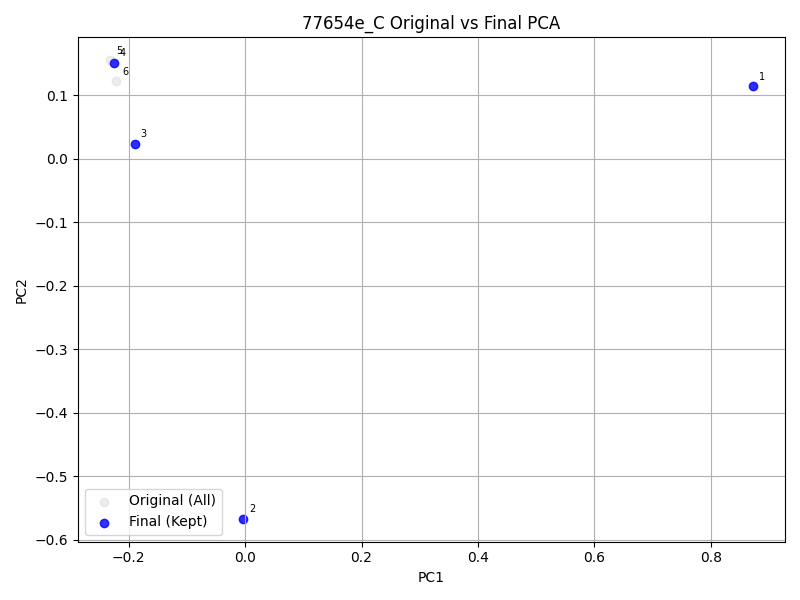 77654e_C Original vs Final PCA
5
4
6
1
3
2
0.1
0.0
−0.1
−0.2
−0.3
−0.4
−0.5
−0.6
PC2
Original (All)
Final (Kept)
−0.2 0.0 0.2 0.4 0.6 0.8
PC1